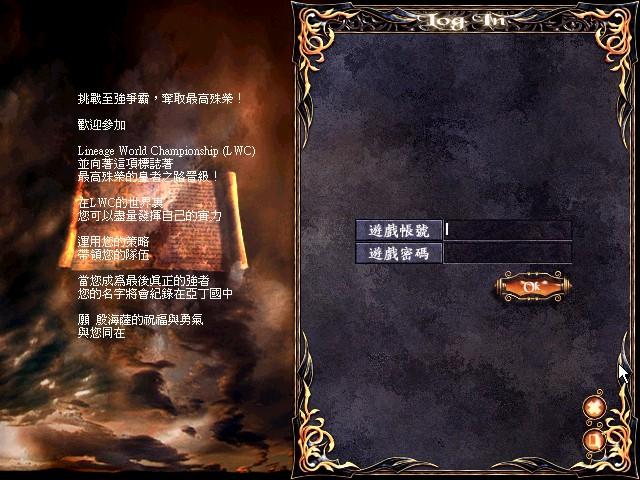 挑戰至強爭霸，奪取最高殊榮！
歡迎參加
Lineage World Championship (LWC)
並向著這項標誌著
最高殊榮的皇者之路晉級！
在LWC的世界裏
您可以盡量發揮自己的實力
運用您的策略
帶領您的隊伍
當您成為最後真正的強者
您的名字將會紀錄在亞丁國中
願 殷海薩的祝福與勇氣
與您同在
Log In
遊戲帳號
遊戲密碼
Ok